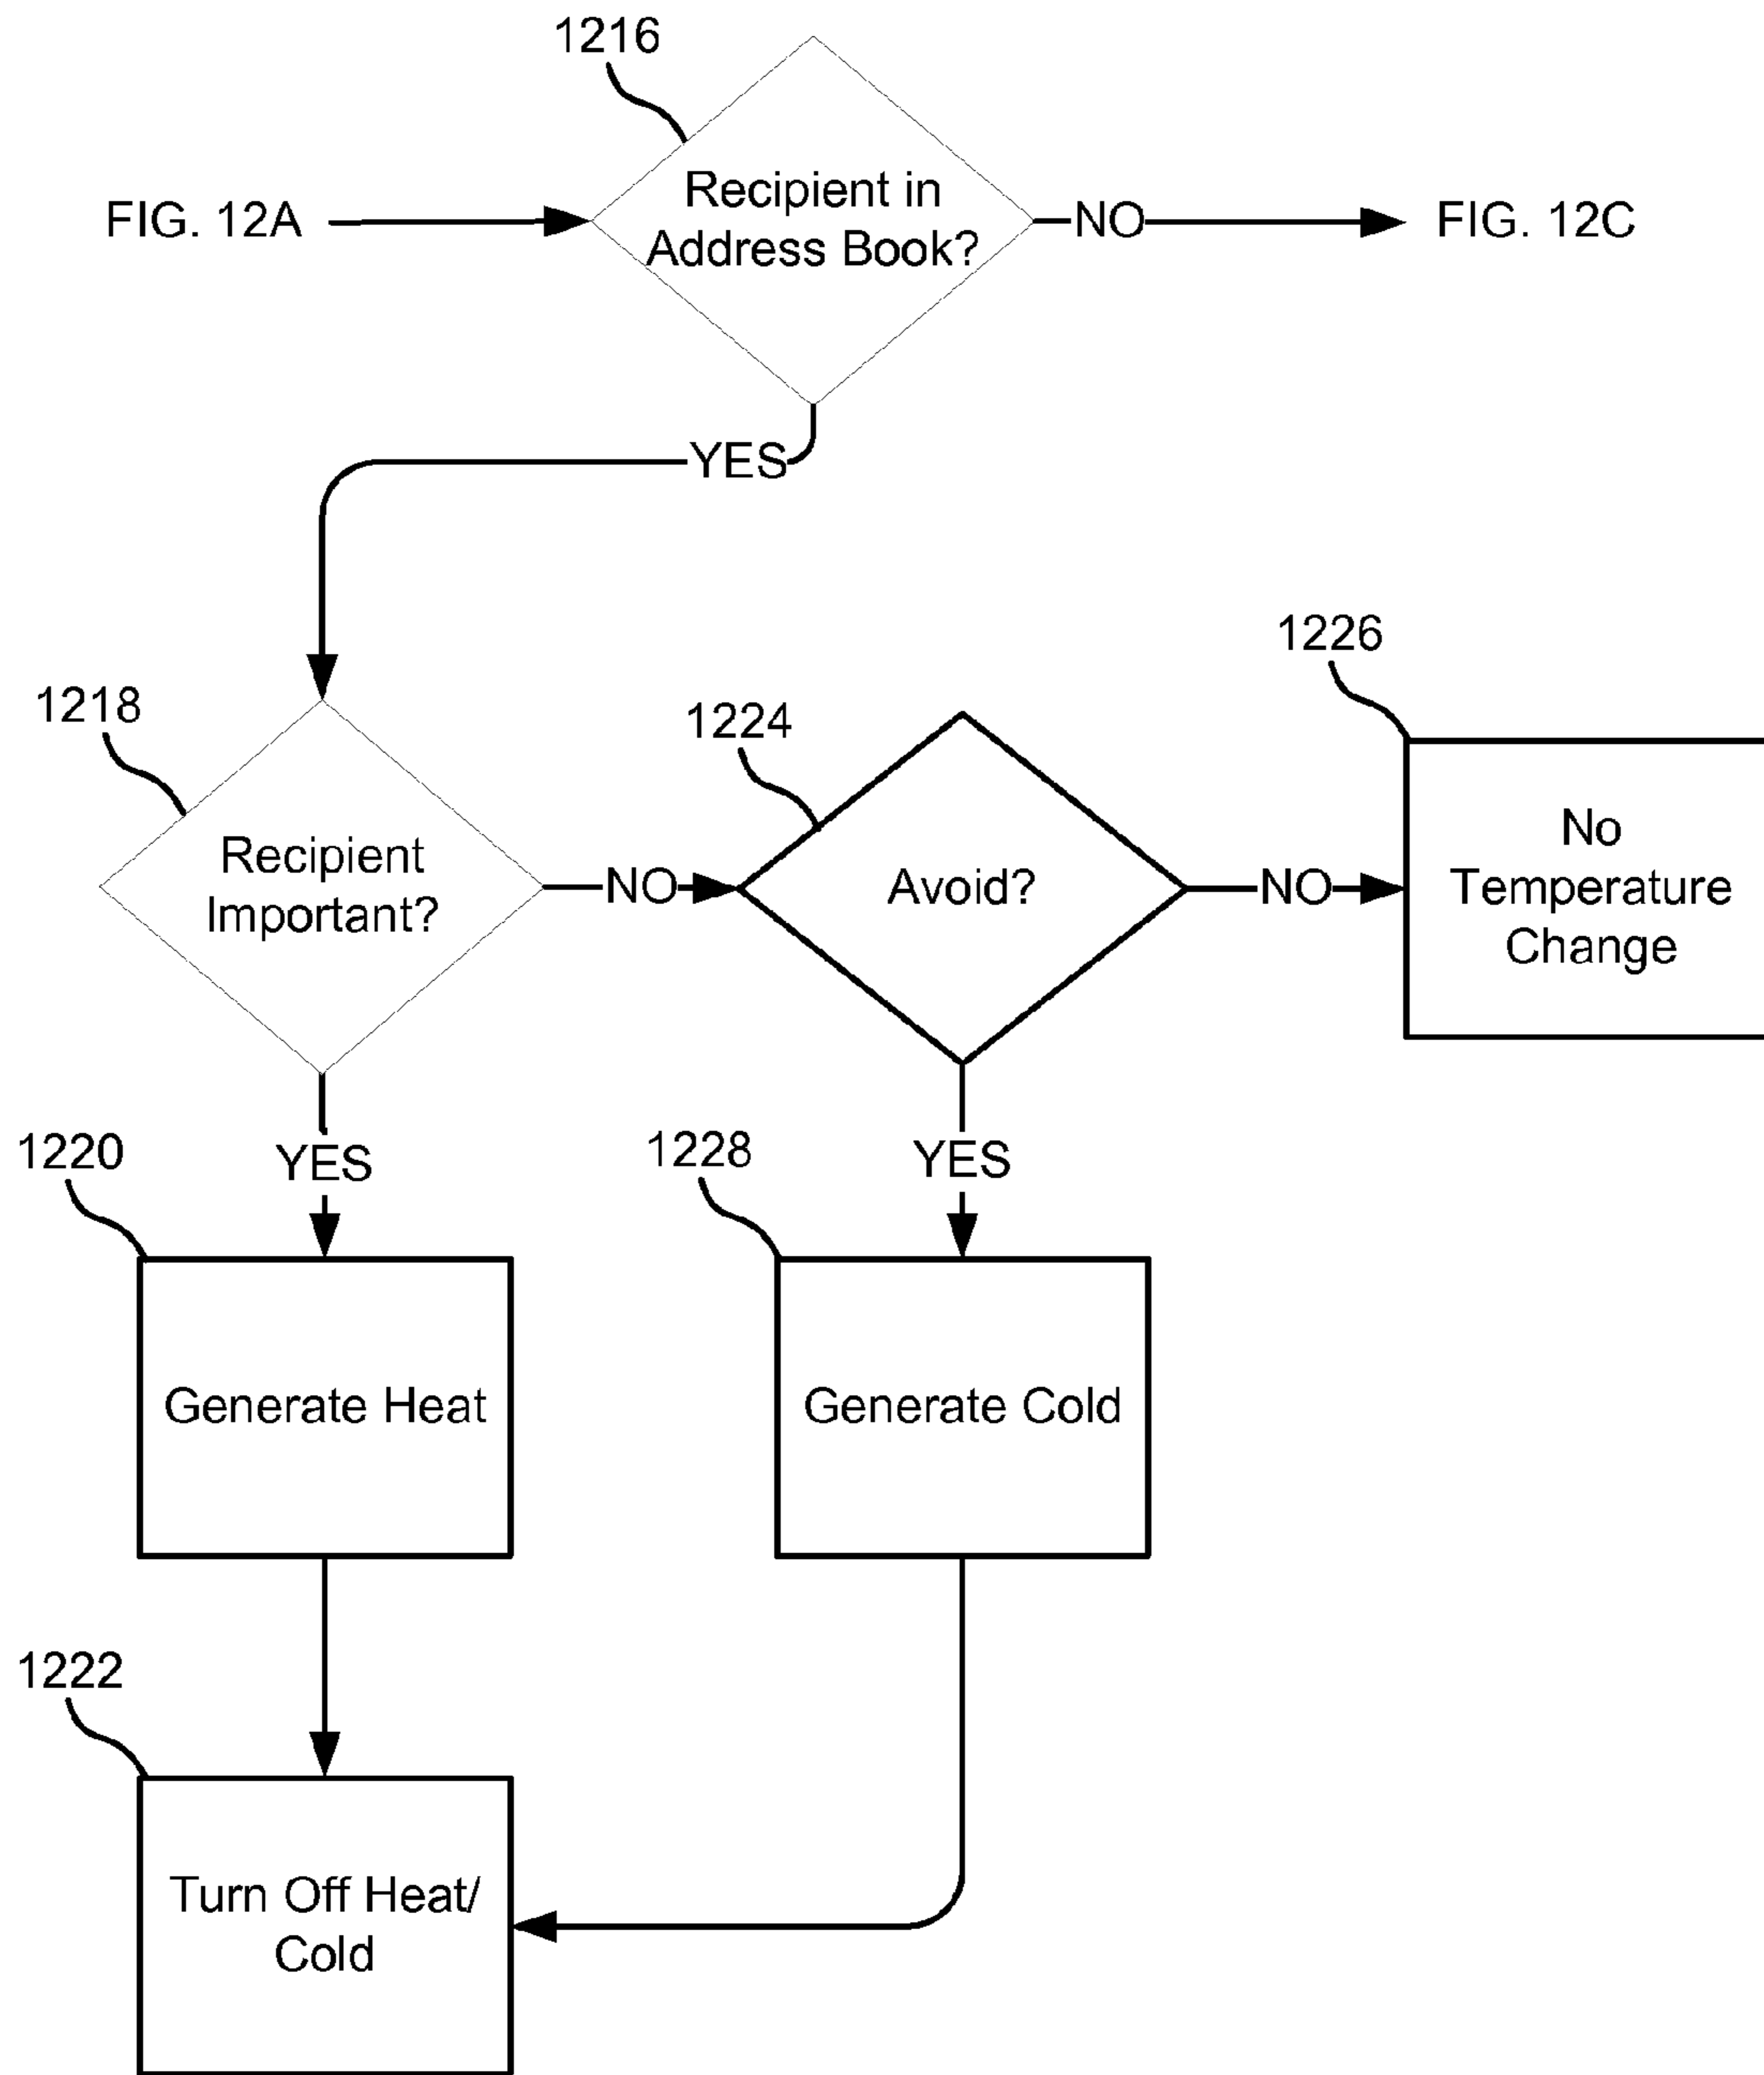 1216
Recipient in
Address Book?
FIG. 12A
NO
FIG. 12C
YES
1218
Recipient
Important?
NO
1224
Avoid?
NO
1226
No
Temperature
Change
YES
YES
1220
Generate Heat
1228
Generate Cold
1222
Turn Off Heat/
Cold